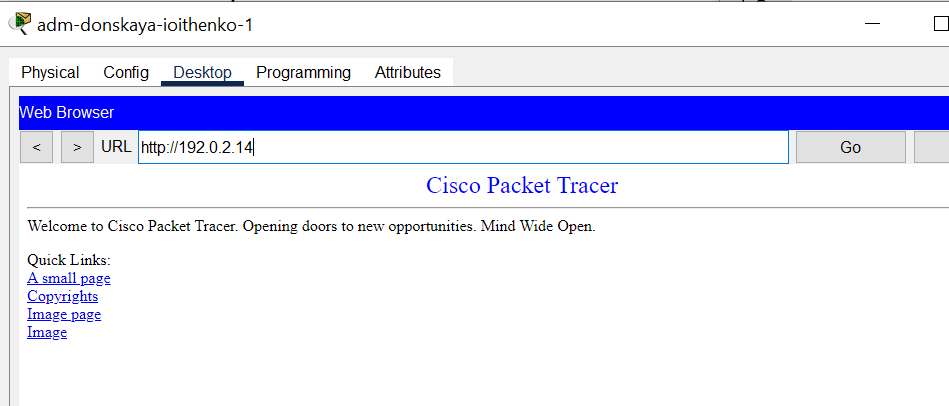 adm-donskaya-ioithenko-1
Physical Config Desktop Programming Attributes
Web Browser
< > URL http://192.0.2.14 Go
Cisco Packet Tracer
Welcome to Cisco Packet Tracer. Opening doors to new opportunities. Mind Wide Open.
Quick Links:
A small page
Copyrights
Image page
Image